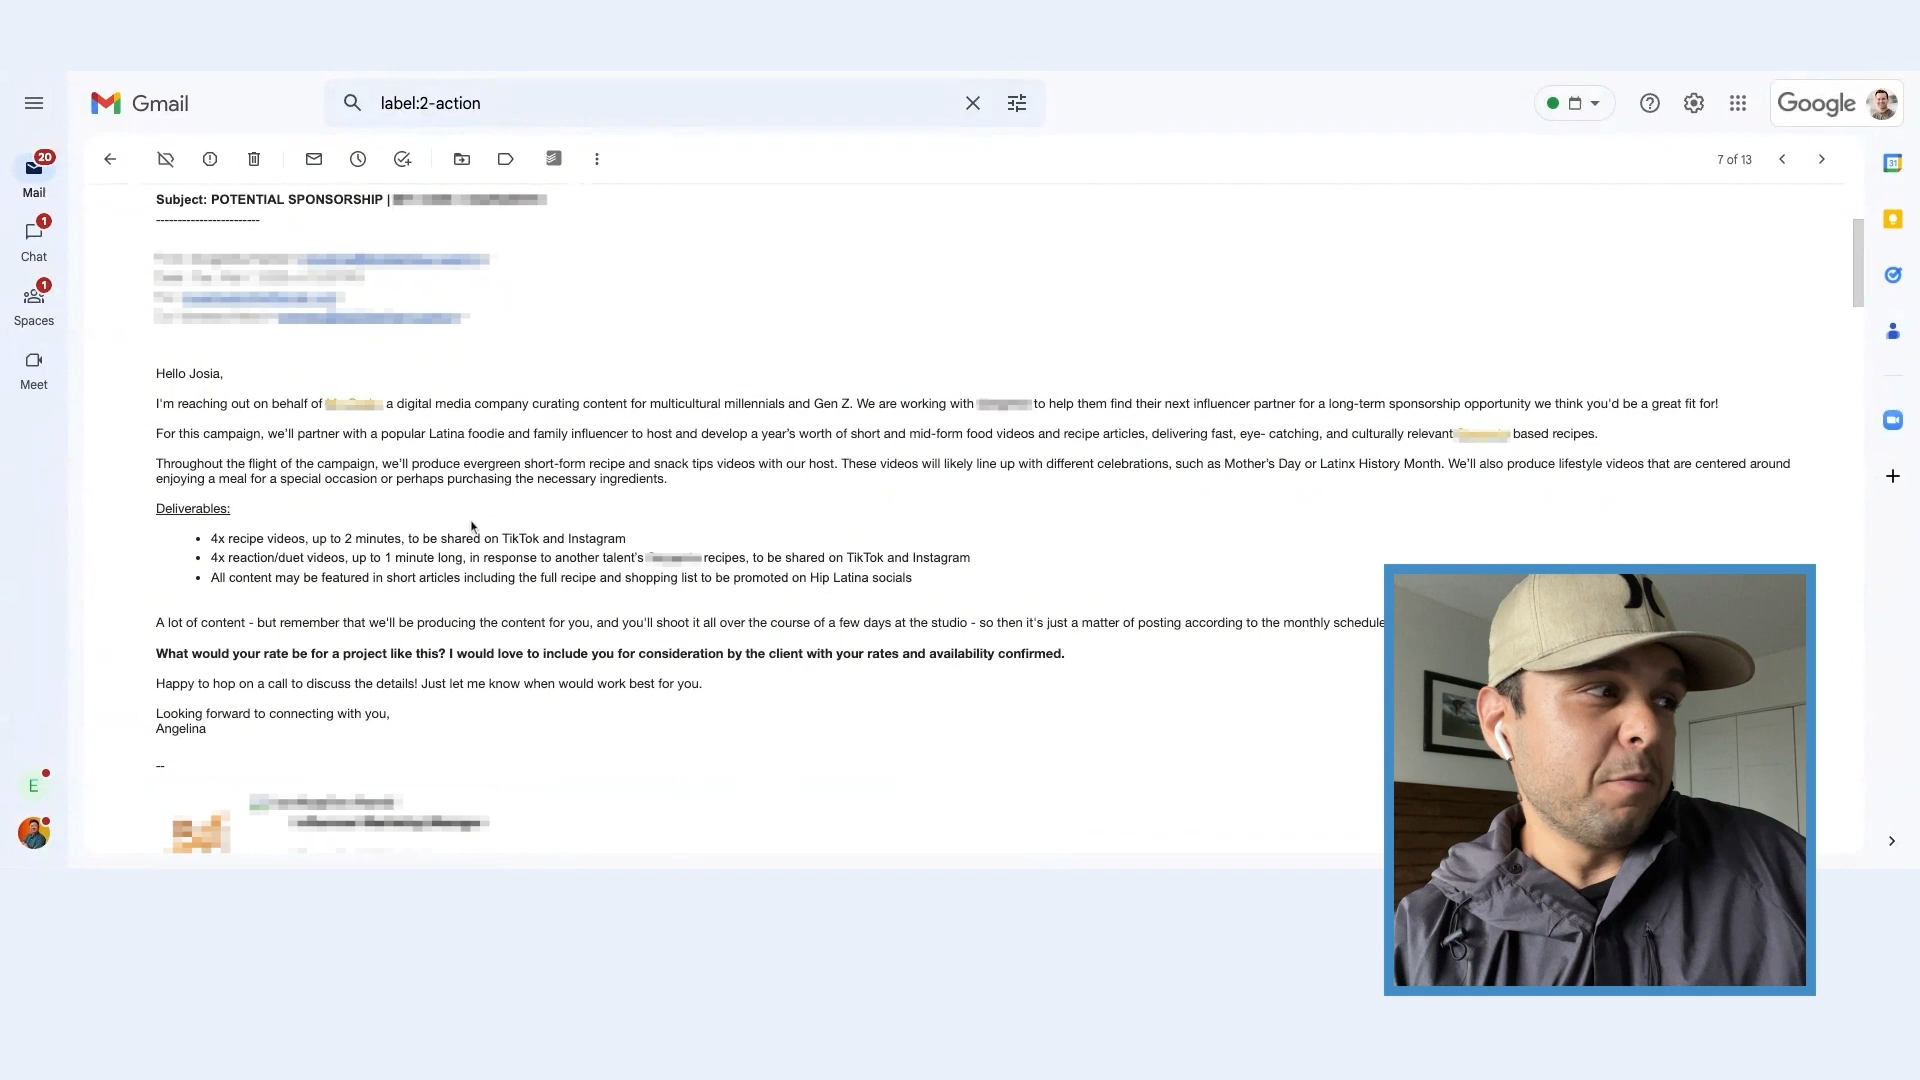 Gmail
label:2-action
Google
20
Mail
1
Chat
1
Spaces
Meet
E
31
7 of 13
Subject: POTENTIAL SPONSORSHIP |
------------------------
Hello Josia,
I'm reaching out on behalf of a digital media company curating content for multicultural millennials and Gen Z. We are working with to help them find their next influencer partner for a long-term sponsorship opportunity we think you'd be a great fit for!
For this campaign, we’ll partner with a popular Latina foodie and family influencer to host and develop a year’s worth of short and mid-form food videos and recipe articles, delivering fast, eye- catching, and culturally relevant based recipes.
Throughout the flight of the campaign, we’ll produce evergreen short-form recipe and snack tips videos with our host. These videos will likely line up with different celebrations, such as Mother’s Day or Latinx History Month. We’ll also produce lifestyle videos that are centered around
enjoying a meal for a special occasion or perhaps purchasing the necessary ingredients.
Deliverables:
• 4x recipe videos, up to 2 minutes, to be shared on TikTok and Instagram
• 4x reaction/duet videos, up to 1 minute long, in response to another talent’s recipes, to be shared on TikTok and Instagram
• All content may be featured in short articles including the full recipe and shopping list to be promoted on Hip Latina socials
A lot of content - but remember that we'll be producing the content for you, and you'll shoot it all over the course of a few days at the studio - so then it's just a matter of posting according to the monthly schedule
What would your rate be for a project like this? I would love to include you for consideration by the client with your rates and availability confirmed.
Happy to hop on a call to discuss the details! Just let me know when would work best for you.
Looking forward to connecting with you,
Angelina
--